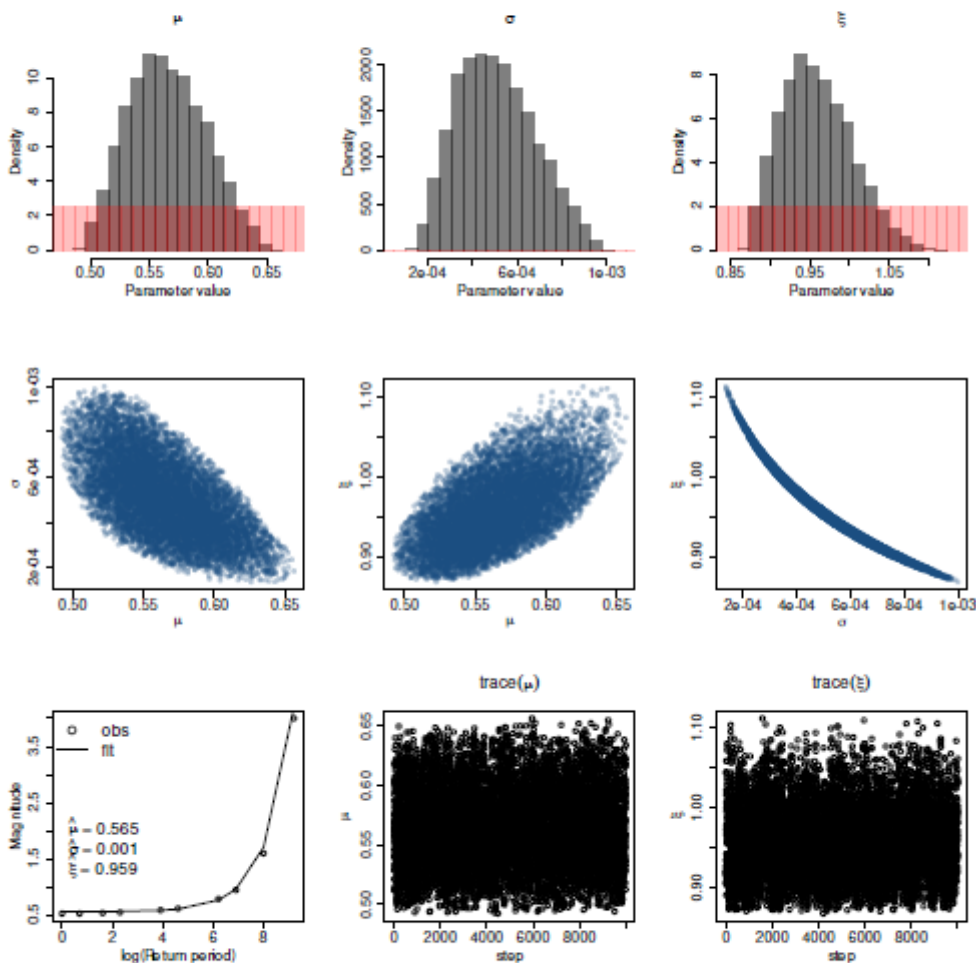 μ
Density
0 2 4 6 8 10
0.50 0.55 0.60 0.65
Parameter value
σ
Density
0 500 1000 1500 2000
2e-04 6e-04 1e-03
Parameter value
ξ
Density
0 2 4 6 8
0.85 0.95 1.05
Parameter value
σ
2e-04 6e-04 1e-03
0.50 0.55 0.60 0.65
μ
ξ
0.90 1.00 1.10
0.50 0.55 0.60 0.65
μ
ξ
0.90 1.00 1.10
2e-04 4e-04 6e-04 8e-04 1e-03
σ
Magnitude
0.5 1.5 2.5 3.5
obs
fit
μ̂ = 0.565
σ̂ = 0.001
ξ̂ = 0.959
0 2 4 6 8
log(Return period)
trace(μ)
μ
0.50 0.55 0.60 0.65
0 2000 4000 6000 8000
step
trace(ξ)
ξ
0.90 1.00 1.10
0 2000 4000 6000 8000
step